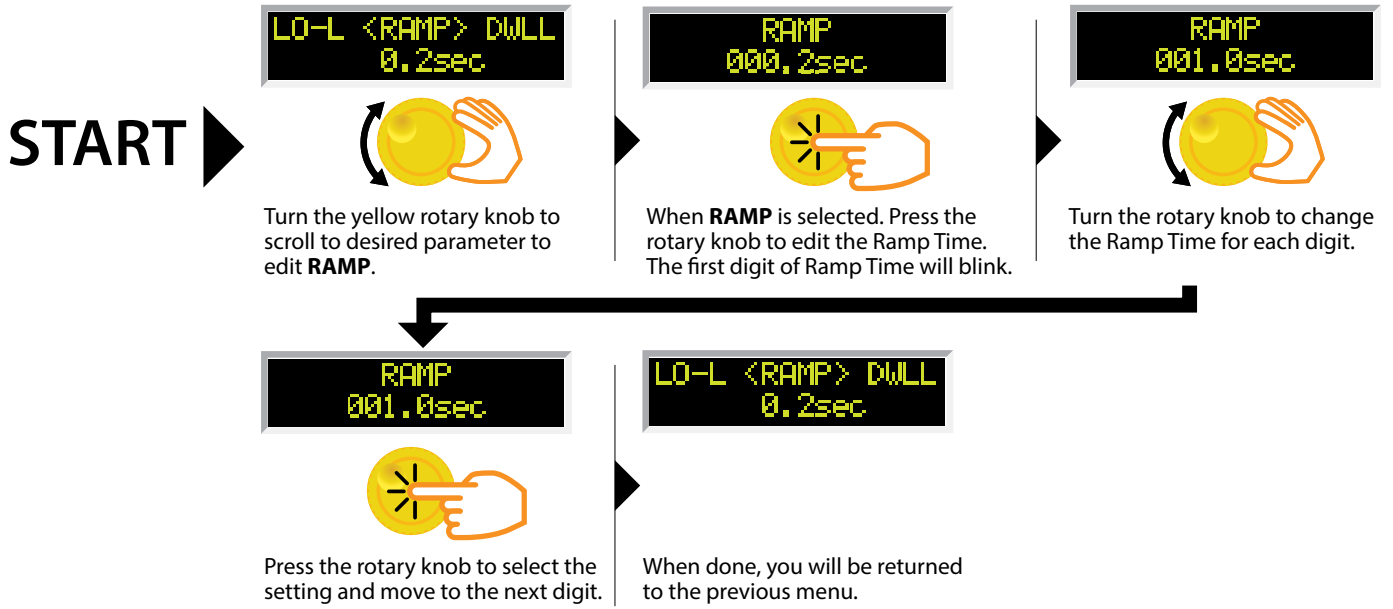 START
LO-L <RAMP> DWLL
0.2sec
Turn the yellow rotary knob to
scroll to desired parameter to
edit RAMP.
RAMP
000.2sec
When RAMP is selected. Press the
rotary knob to edit the Ramp Time.
The first digit of Ramp Time will blink.
RAMP
001.0sec
Turn the rotary knob to change
the Ramp Time for each digit.
RAMP
001.0sec
Press the rotary knob to select the
setting and move to the next digit.
LO-L <RAMP> DWLL
0.2sec
When done, you will be returned
to the previous menu.